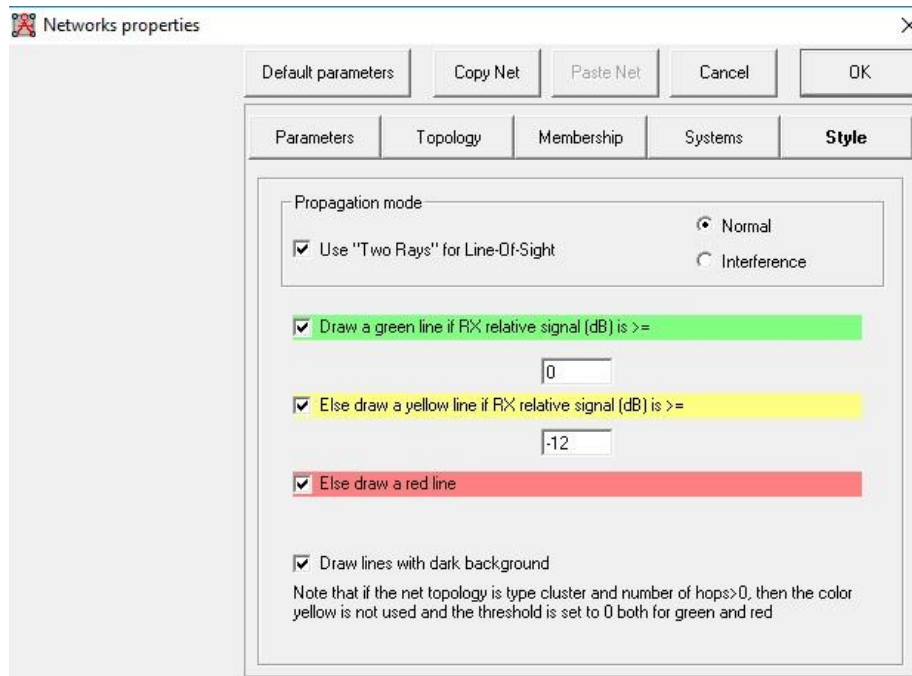 Networks properties
Default parameters
Copy Net
Paste Net
Cancel
OK
Parameters
Topology
Membership
Systems
Style
Propagation mode
Use "Two Rays" for Line-Of-Sight
Normal
Interference
Draw a green line if RX relative signal (dB) is >=
0
Else draw a yellow line if RX relative signal (dB) is >=
-12
Else draw a red line
Draw lines with dark background
Note that if the net topology is type cluster and number of hops>0, then the color
yellow is not used and the threshold is set to 0 both for green and red